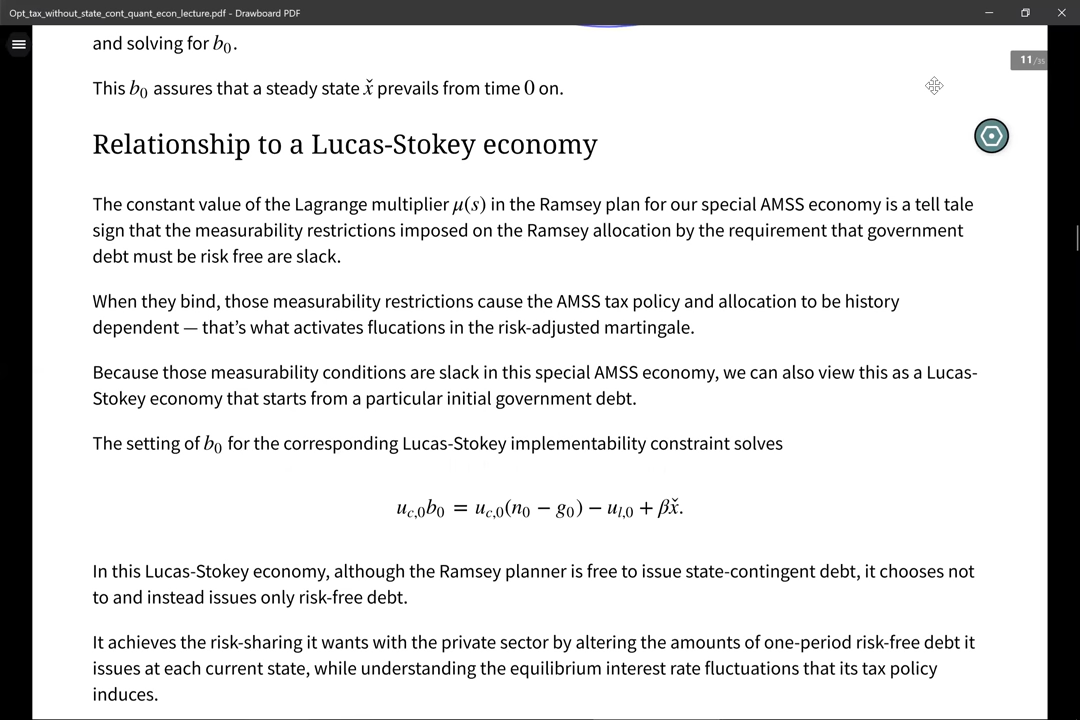 Opt_tax_without_state_cont_quant_econ_lecture.pdf - Drawboard PDF
11 /35
and solving for b₀.
This b₀ assures that a steady state x̌ prevails from time 0 on.
Relationship to a Lucas-Stokey economy
The constant value of the Lagrange multiplier μ(s) in the Ramsey plan for our special AMSS economy is a tell tale
sign that the measurability restrictions imposed on the Ramsey allocation by the requirement that government
debt must be risk free are slack.
When they bind, those measurability restrictions cause the AMSS tax policy and allocation to be history
dependent — that's what activates flucations in the risk-adjusted martingale.
Because those measurability conditions are slack in this special AMSS economy, we can also view this as a Lucas-
Stokey economy that starts from a particular initial government debt.
The setting of b₀ for the corresponding Lucas-Stokey implementability constraint solves
u_{c,0}b₀ = u_{c,0}(n₀ − g₀) − u_{l,0} + βx̌.
In this Lucas-Stokey economy, although the Ramsey planner is free to issue state-contingent debt, it chooses not
to and instead issues only risk-free debt.
It achieves the risk-sharing it wants with the private sector by altering the amounts of one-period risk-free debt it
issues at each current state, while understanding the equilibrium interest rate fluctuations that its tax policy
induces.